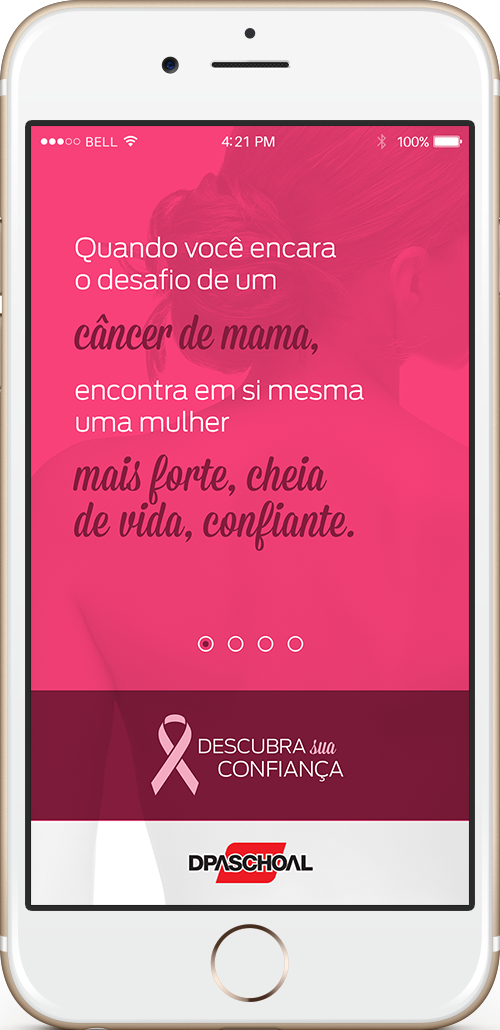 BELL 4:21 PM 100%
Quando você encara
o desafio de um
câncer de mama,
encontra em si mesma
uma mulher
mais forte, cheia
de vida, confiante.
DESCUBRA sua
CONFIANÇA
DPASCHOAL